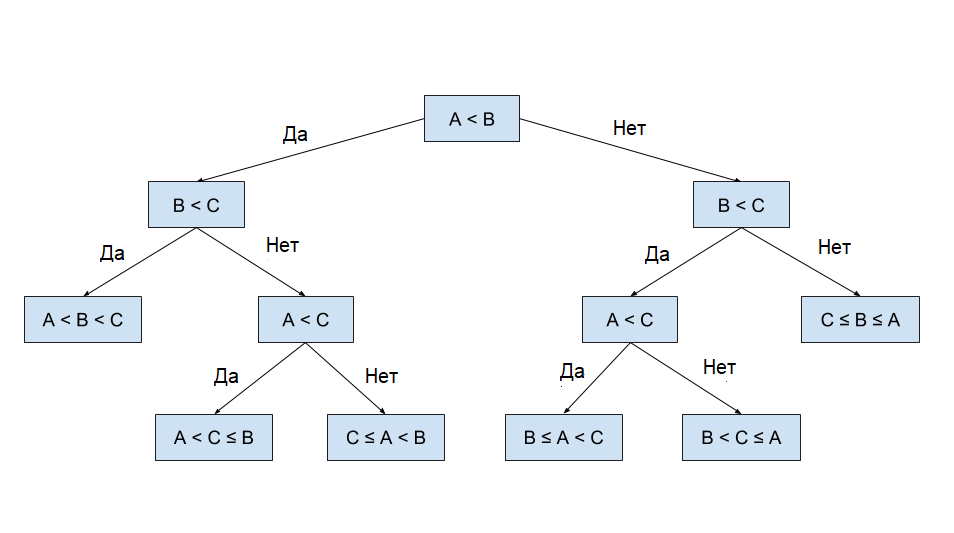 A < B
Да
Нет
B < C
B < C
Да
Нет
Да
Нет
A < B < C
A < C
A < C
C ≤ B ≤ A
Да
Нет
Да
Нет
A < C ≤ B
C ≤ A < B
B ≤ A < C
B < C ≤ A